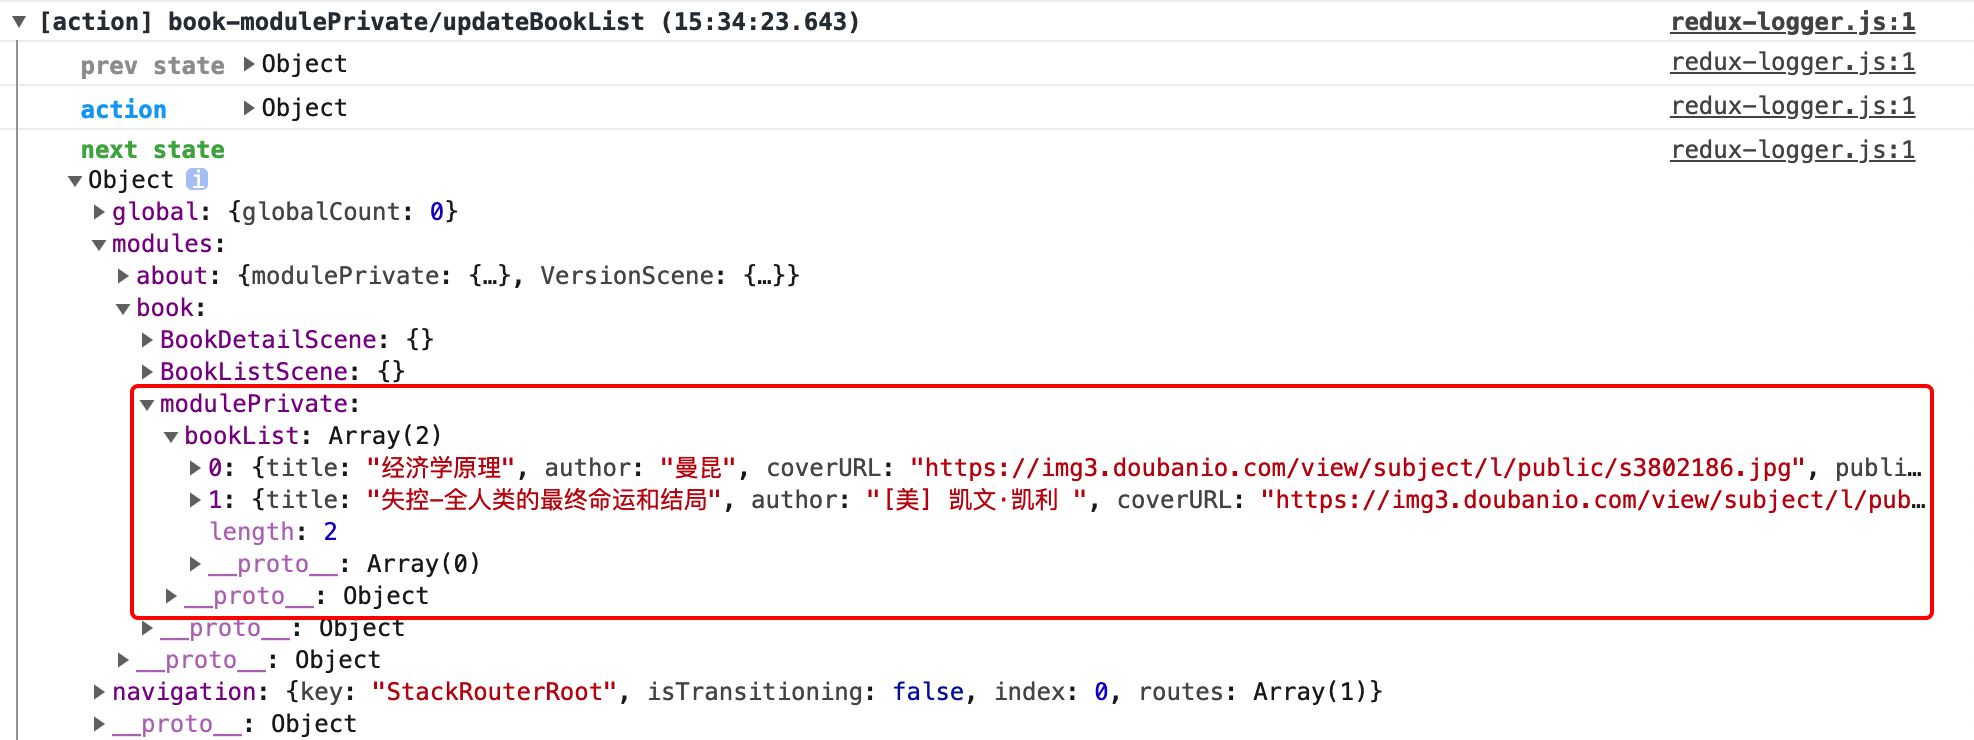 [action] book-modulePrivate/updateBookList (15:34:23.643) redux-logger.js:1
prev state Object redux-logger.js:1
action Object redux-logger.js:1
next state redux-logger.js:1
Object i
global: {globalCount: 0}
modules:
about: {modulePrivate: {…}, VersionScene: {…}}
book:
BookDetailScene: {}
BookListScene: {}
modulePrivate:
bookList: Array(2)
0: {title: "经济学原理", author: "曼昆", coverURL: "https://img3.doubanio.com/view/subject/l/public/s3802186.jpg", publi…
1: {title: "失控-全人类的最终命运和结局", author: "[美] 凯文·凯利 ", coverURL: "https://img3.doubanio.com/view/subject/l/pub…
length: 2
__proto__: Array(0)
__proto__: Object
__proto__: Object
__proto__: Object
navigation: {key: "StackRouterRoot", isTransitioning: false, index: 0, routes: Array(1)}
__proto__: Object